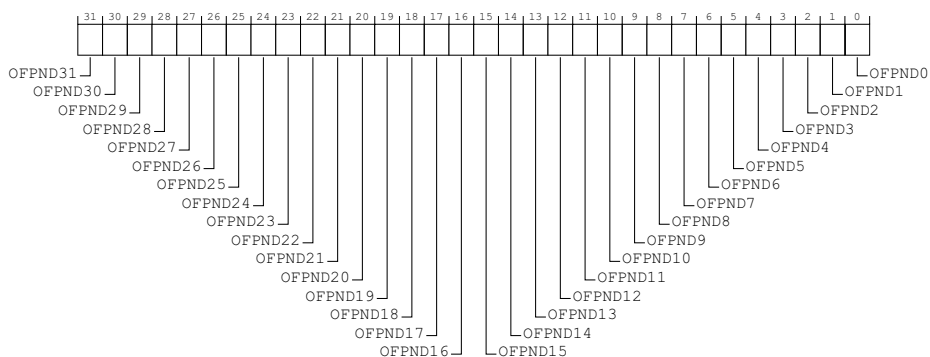 31 30 29 28 27 26 25 24 23 22 21 20 19 18 17 16 15 14 13 12 11 10 9 8 7 6 5 4 3 2 1 0
OFPND31 OFPND0
OFPND30 OFPND1
OFPND29 OFPND2
OFPND28 OFPND3
OFPND27 OFPND4
OFPND26 OFPND5
OFPND25 OFPND6
OFPND24 OFPND7
OFPND23 OFPND8
OFPND22 OFPND9
OFPND21 OFPND10
OFPND20 OFPND11
OFPND19 OFPND12
OFPND18 OFPND13
OFPND17 OFPND14
OFPND16 OFPND15